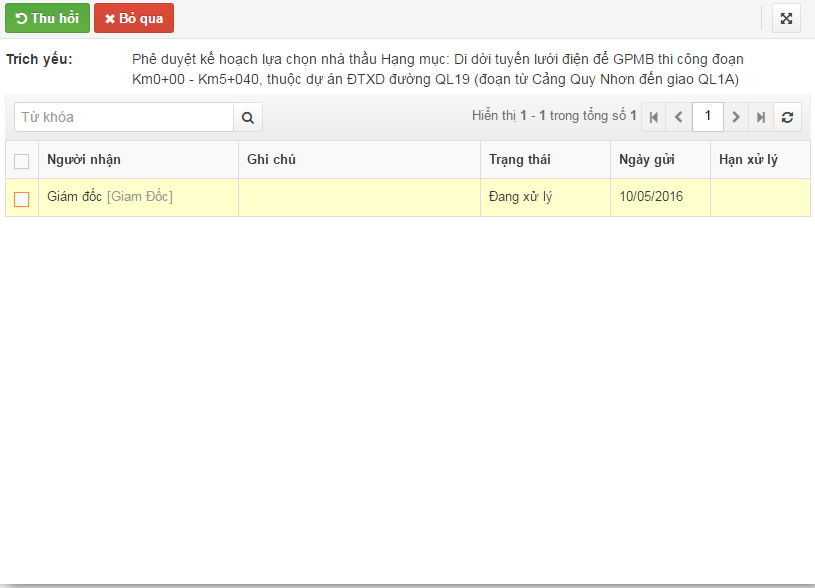 Thu hồi Bỏ qua
Trích yếu: Phê duyệt kế hoạch lựa chọn nhà thầu Hạng mục: Di dời tuyến lưới điện để GPMB thi công đoạn
Km0+00 - Km5+040, thuộc dự án ĐTXD đường QL19 (đoạn từ Cảng Quy Nhơn đến giao QL1A)
Từ khóa Hiển thị 1 - 1 trong tổng số 1 1
Người nhận Ghi chú Trạng thái Ngày gửi Hạn xử lý
Giám đốc [Giam Đốc] Đang xử lý 10/05/2016